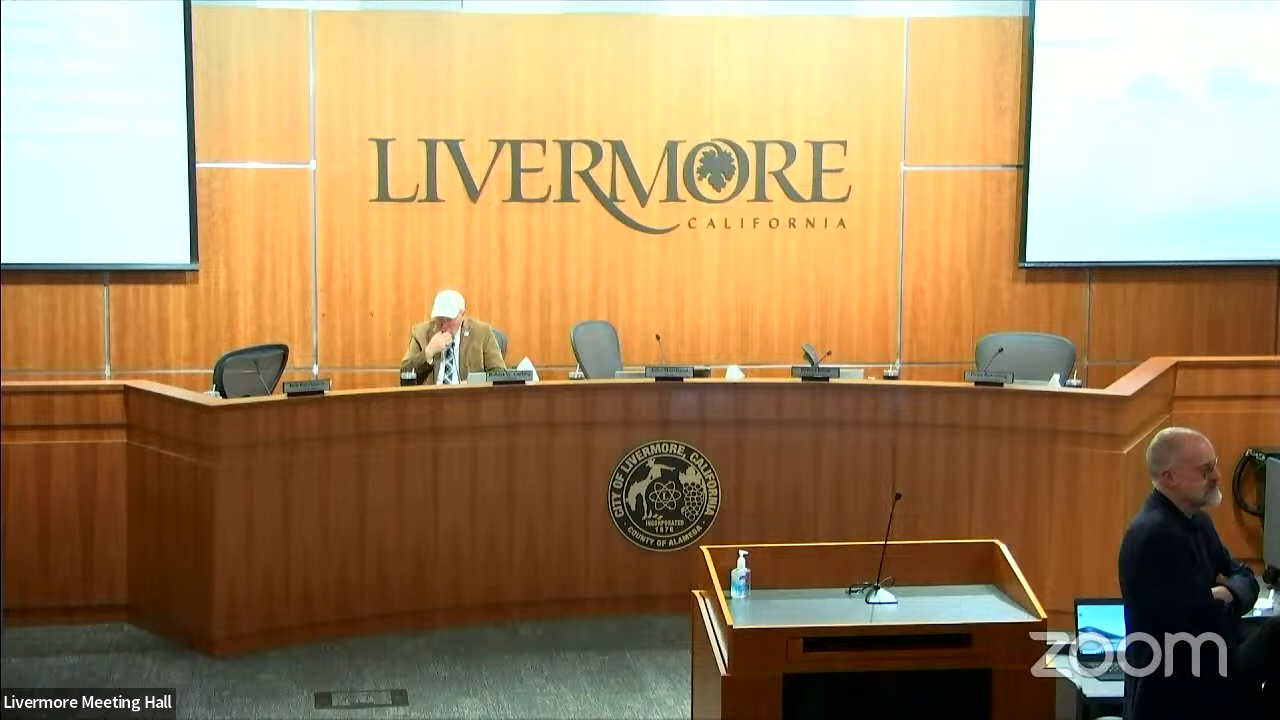 LIVERMORE
CALIFORNIA
CITY OF LIVERMORE, CALIFORNIA
INCORPORATED
1876
COUNTY OF ALAMEDA
zoom
Livermore Meeting Hall